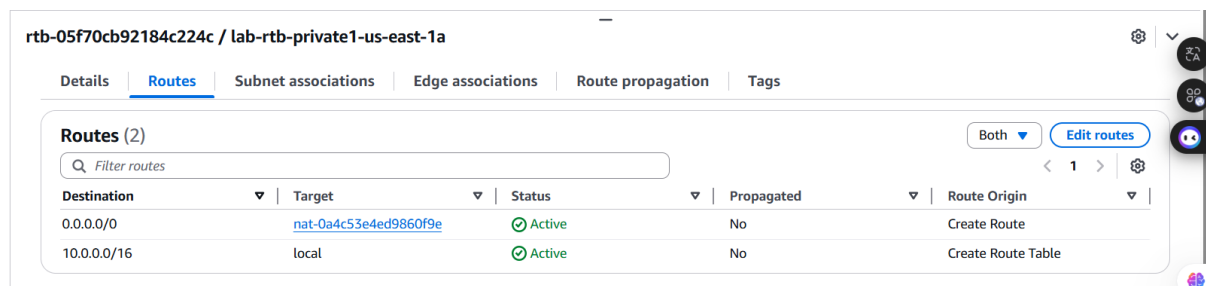 rtb-05f70cb92184c224c / lab-rtb-private1-us-east-1a
Details Routes Subnet associations Edge associations Route propagation Tags
Routes (2) Both Edit routes
Filter routes 1
Destination Target Status Propagated Route Origin
0.0.0.0/0 nat-0a4c53e4ed9860f9e Active No Create Route
10.0.0.0/16 local Active No Create Route Table